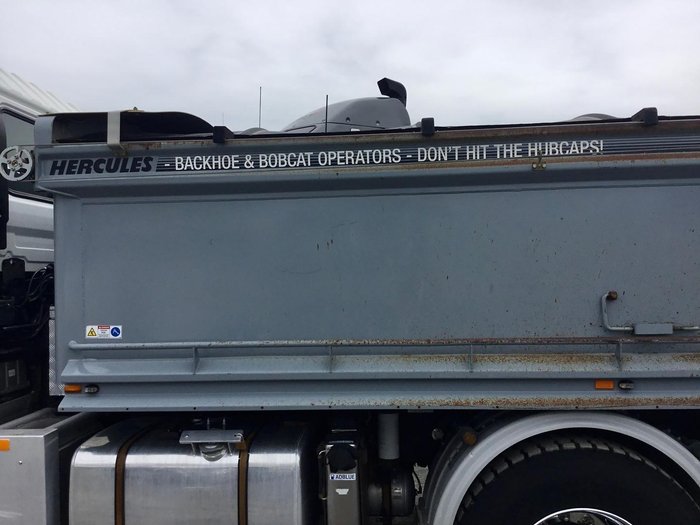 HERCULES - BACKHOE & BOBCAT OPERATORS - DON'T HIT THE HUBCAPS!
ADBLUE